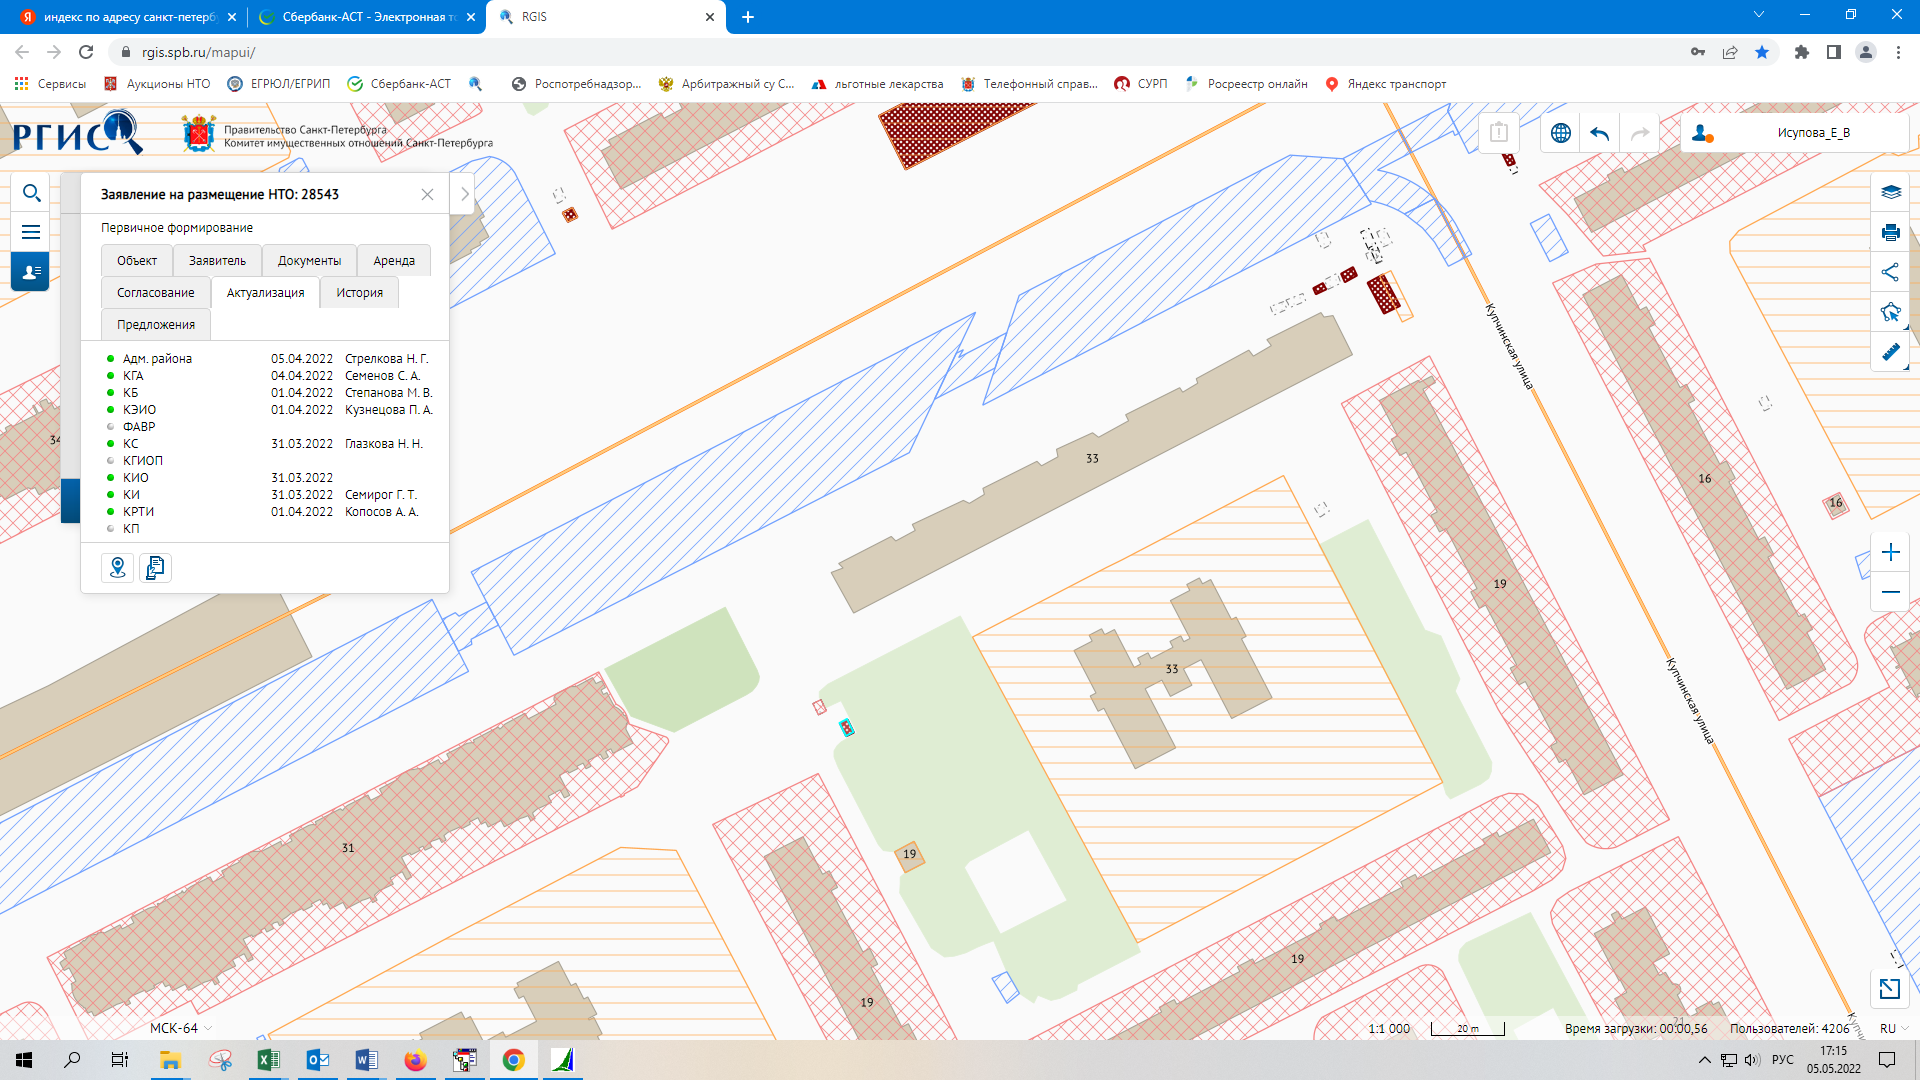 индекс по адресу санкт-петерб
Сбербанк-АСТ - Электронная то
RGIS
rgis.spb.ru/mapui/
Сервисы
Аукционы НТО
ЕГРЮЛ/ЕГРИП
Сбербанк-АСТ
Роспотребнадзор...
Арбитражный су С...
льготные лекарства
Телефонный справ...
СУРП
Росреестр онлайн
Яндекс транспорт
РГИС
Правительство Санкт-Петербурга
Комитет имущественных отношений Санкт-Петербурга
Исупова_Е_В
Заявление на размещение НТО: 28543
Первичное формирование
Объект Заявитель Документы Аренда
Согласование Актуализация История
Предложения
Адм. района 05.04.2022 Стрелкова Н. Г.
КГА 04.04.2022 Семенов С. А.
КБ 01.04.2022 Степанова М. В.
КЭИО 01.04.2022 Кузнецова П. А.
ФАВР
КС 31.03.2022 Глазкова Н. Н.
КГИОП
КИО 31.03.2022
КИ 31.03.2022 Семирог Г. Т.
КРТИ 01.04.2022 Копосов А. А.
КП
34
Купчинская улица
33
16
16
19
33
Купчинская улица
31
19
19
19
21
Купчи
МСК-64
1:1 000
20 m
Время загрузки: 00:00,56
Пользователей: 4206
RU
РУС
17:15
05.05.2022